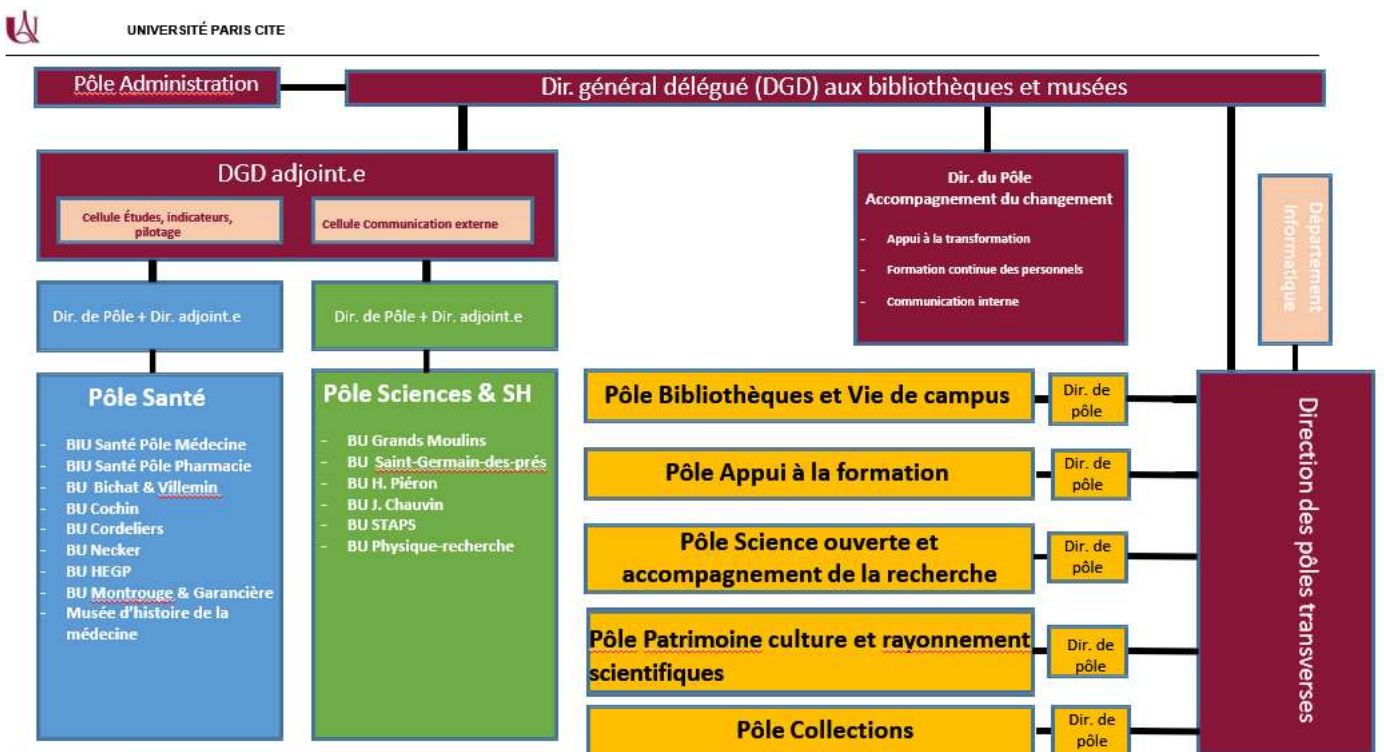 UNIVERSITÉ PARIS CITE
Pôle Administration
Dir. général délégué (DGD) aux bibliothèques et musées
DGD adjoint.e
Cellule Études, indicateurs,
pilotage
Cellule Communication externe
Dir. du Pôle
Accompagnement du changement
- Appui à la transformation
- Formation continue des personnels
- Communication interne
Département
informatique
Dir. de Pôle + Dir. adjoint.e
Dir. de Pôle + Dir. adjoint.e
Pôle Santé
- BIU Santé Pôle Médecine
- BIU Santé Pôle Pharmacie
- BU Bichat & Villemin
- BU Cochin
- BU Cordeliers
- BU Necker
- BU HEGP
- BU Montrouge & Garancière
- Musée d'histoire de la
médecine
Pôle Sciences & SH
- BU Grands Moulins
- BU Saint-Germain-des-prés
- BU H. Piéron
- BU J. Chauvin
- BU STAPS
- BU Physique-recherche
Pôle Bibliothèques et Vie de campus
Dir. de
pôle
Pôle Appui à la formation
Dir. de
pôle
Pôle Science ouverte et
accompagnement de la recherche
Dir. de
pôle
Pôle Patrimoine culture et rayonnement
scientifiques
Dir. de
pôle
Pôle Collections
Dir. de
pôle
Direction des pôles transverses